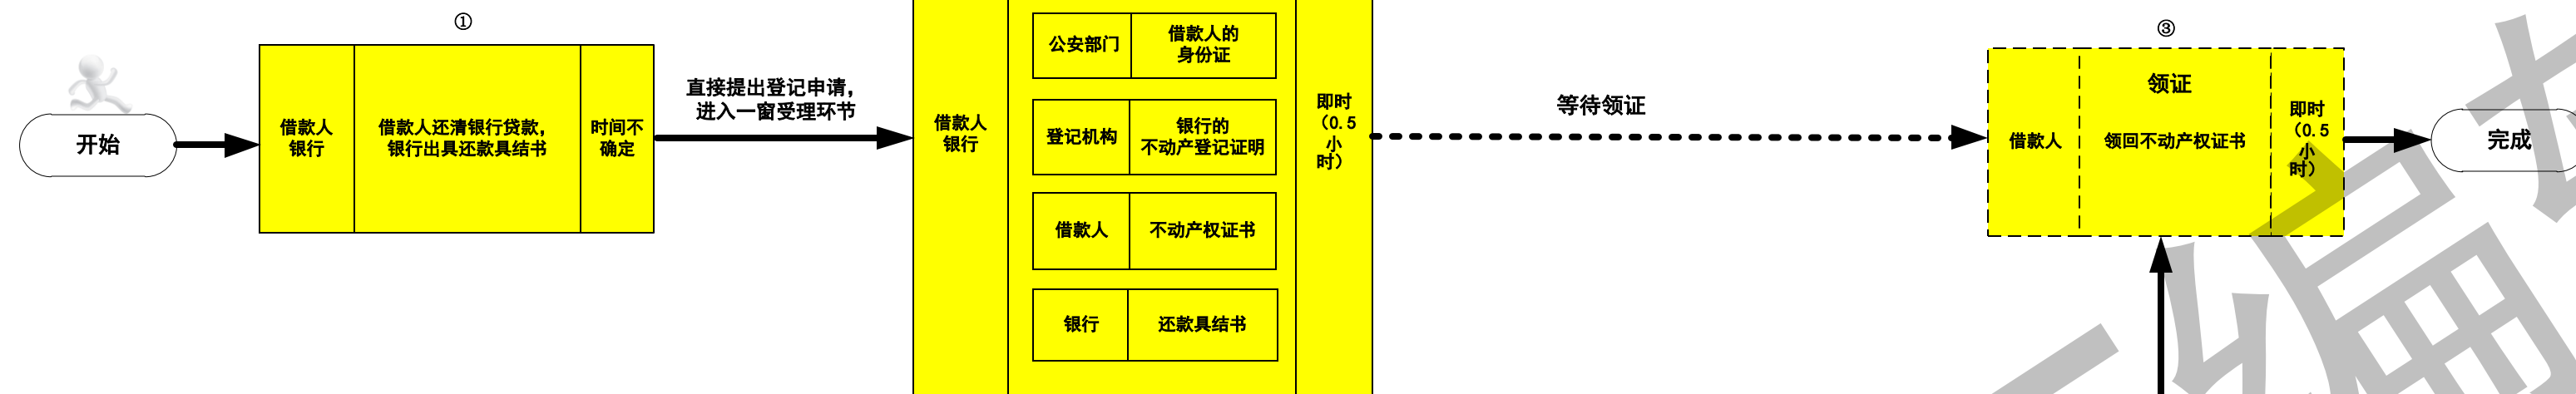 ①
开始
借款人
银行
借款人还清银行贷款，
银行出具还款具结书
时间不
确定
直接提出登记申请，
进入一窗受理环节
借款人
银行
公安部门
借款人的
身份证
登记机构
银行的
不动产登记证明
借款人
不动产权证书
银行
还款具结书
即时
（0.5
小
时）
等待领证
③
借款人
领证
领回不动产权证书
即时
（0.5
小
时）
完成